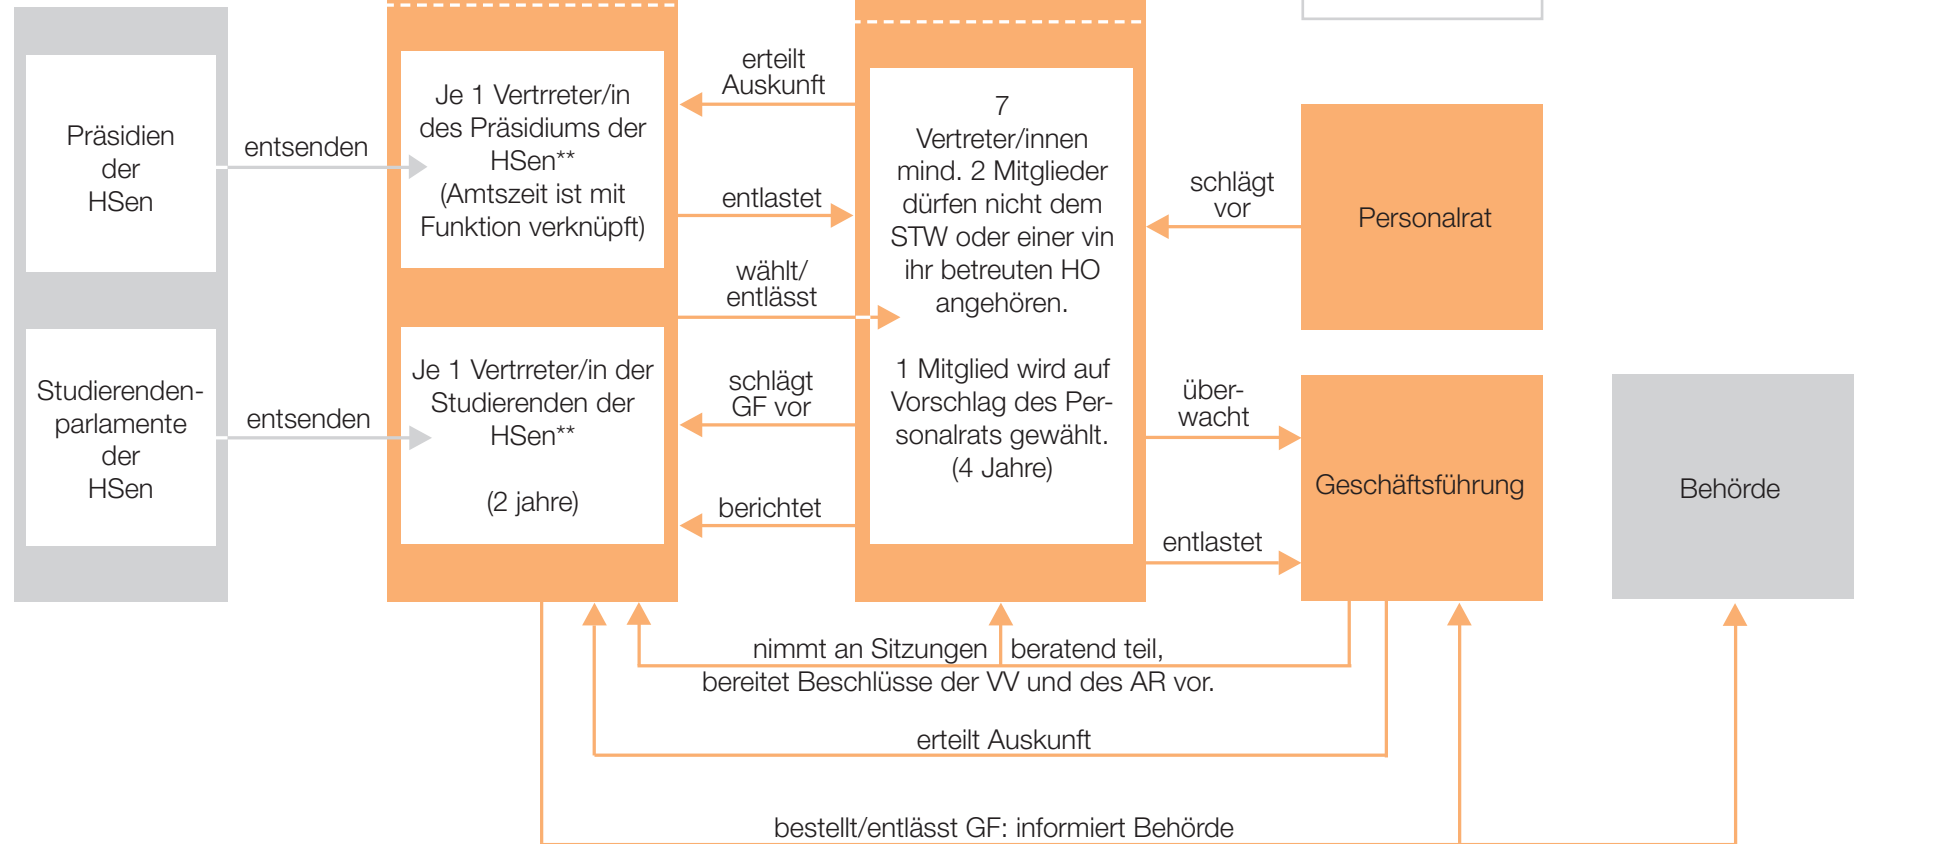 Präsidien
der
HSen
entsenden
Studierenden-
parlamente
der
HSen
entsenden
Je 1 Vertrreter/in
des Präsidiums der
HSen**
(Amtszeit ist mit
Funktion verknüpft)
Je 1 Vertrreter/in der
Studierenden der
HSen**
(2 jahre)
erteilt
Auskunft
entlastet
wählt/
entlässt
schlägt
GF vor
berichtet
7
Vertreter/innen
mind. 2 Mitglieder
dürfen nicht dem
STW oder einer vin
ihr betreuten HO
angehören.
1 Mitglied wird auf
Vorschlag des Per-
sonalrats gewählt.
(4 Jahre)
schlägt
vor
Personalrat
über-
wacht
entlastet
Geschäftsführung
Behörde
nimmt an Sitzungen beratend teil,
bereitet Beschlüsse der VV und des AR vor.
erteilt Auskunft
bestellt/entlässt GF: informiert Behörde